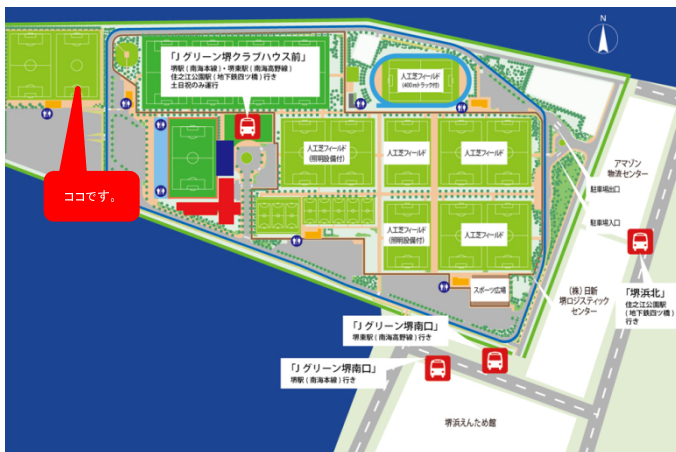 N
「J グリーン堺クラブハウス前」
堺駅 ( 南海本線 )・堺東駅 ( 南海高野線 )
住之江公園駅 ( 地下鉄四ツ橋 ) 行き
土日祝のみ運行
人工芝フィールド
(400mトラック付)
ココです。
人工芝フィールド
(照明設備付)
人工芝フィールド
人工芝フィールド
アマゾン
物流センター
駐車場出口
駐車場入口
人工芝フィールド
(照明設備付)
人工芝フィールド
スポーツ広場
(株) 日新
堺ロジスティック
センター
「堺浜北」
住之江公園駅
( 地下鉄四ツ橋 )
行き
「J グリーン堺南口」
堺東駅 ( 南海高野線 ) 行き
「J グリーン堺南口」
堺駅 ( 南海本線 ) 行き
堺浜えんため館